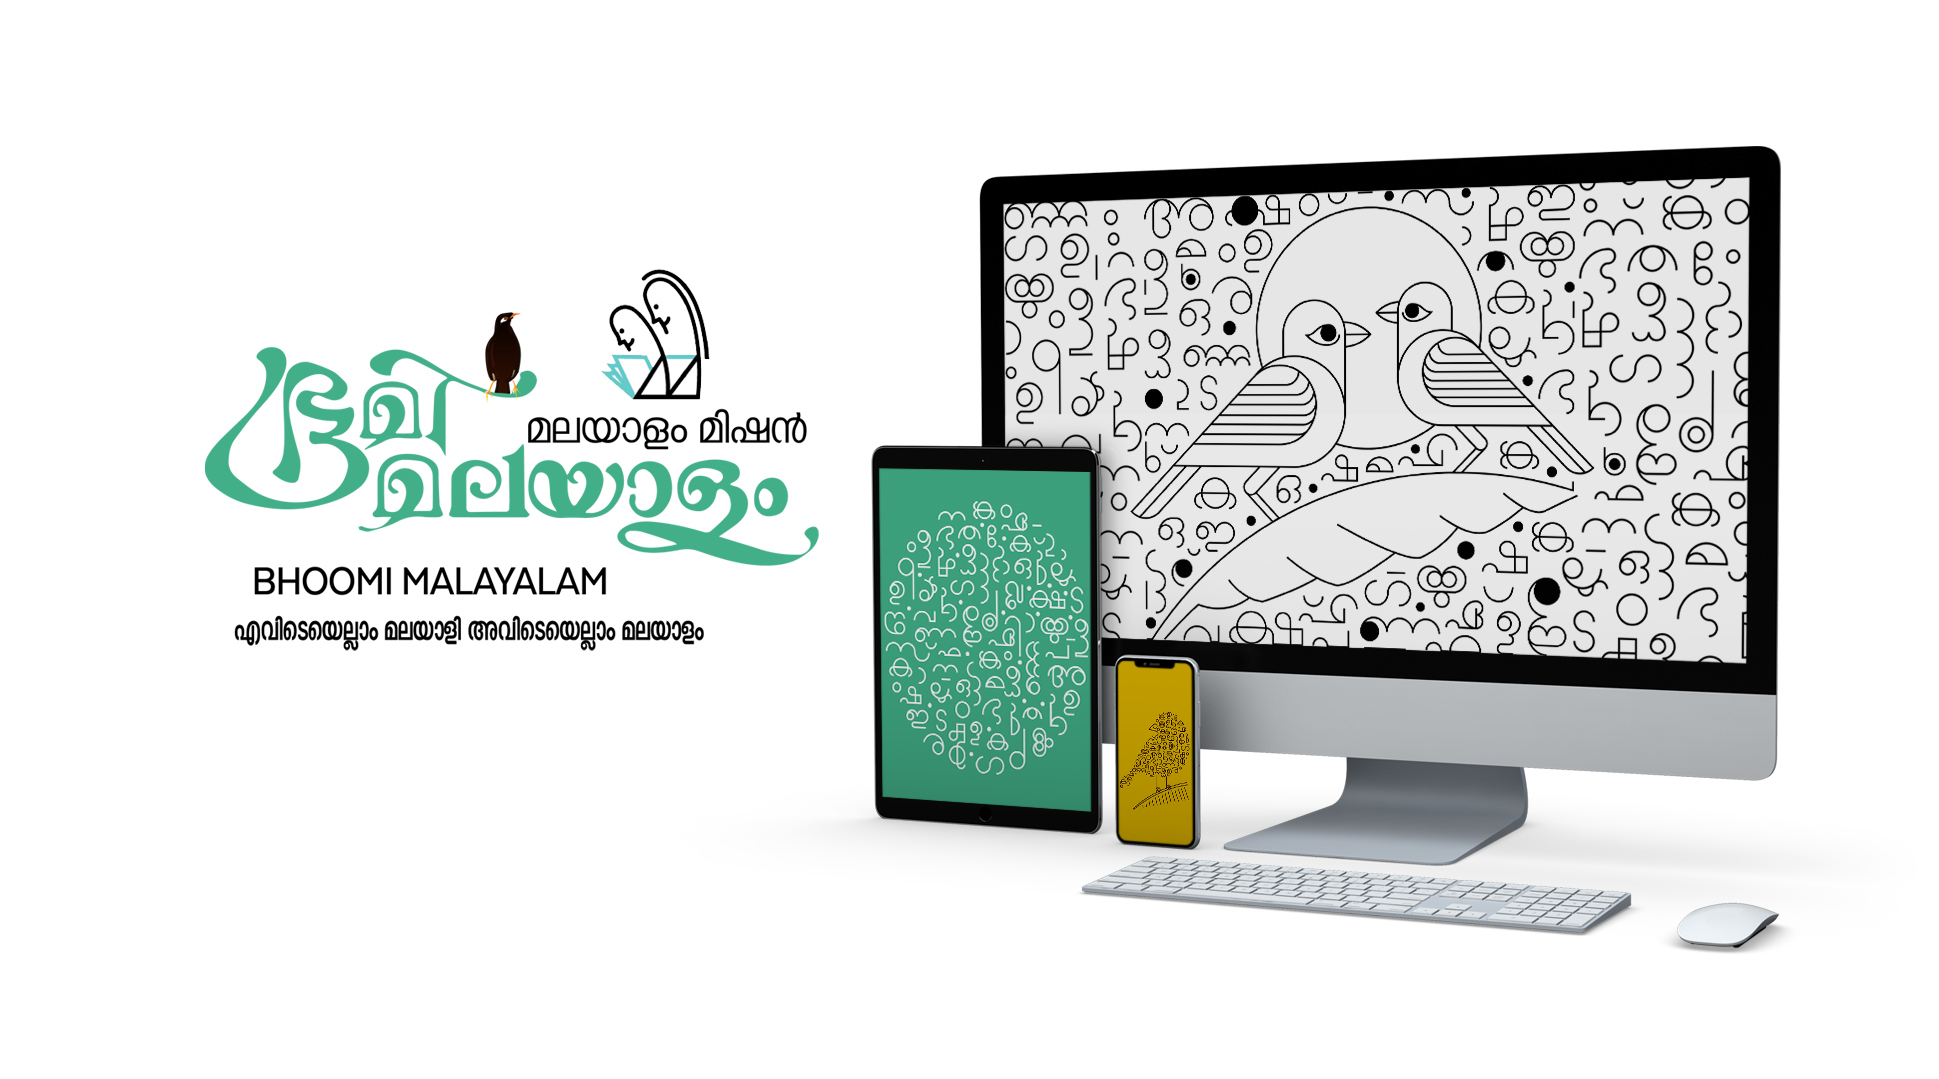 ഭൂമി
മലയാളം മിഷൻ
മലയാളം
BHOOMI MALAYALAM
എവിടെയെല്ലാം മലയാളി അവിടെയെല്ലാം മലയാളം